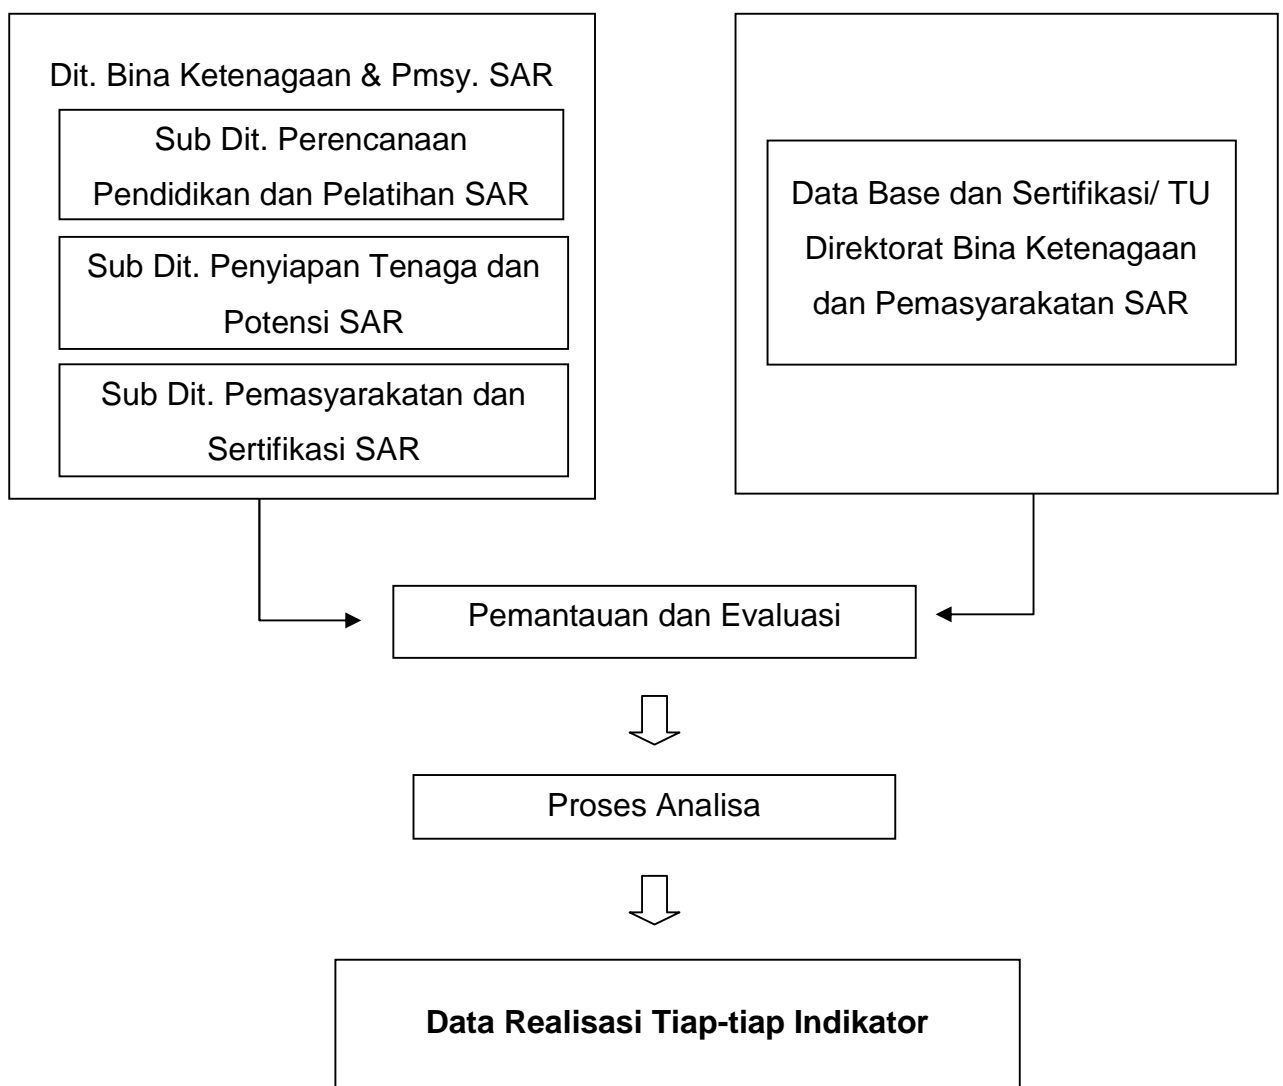 Dit. Bina Ketenagaan & Pmsy. SAR
Sub Dit. Perencanaan
Pendidikan dan Pelatihan SAR
Sub Dit. Penyiapan Tenaga dan
Potensi SAR
Sub Dit. Pemasyarakatan dan
Sertifikasi SAR
Data Base dan Sertifikasi/ TU
Direktorat Bina Ketenagaan
dan Pemasyarakatan SAR
Pemantauan dan Evaluasi
Proses Analisa
Data Realisasi Tiap-tiap Indikator